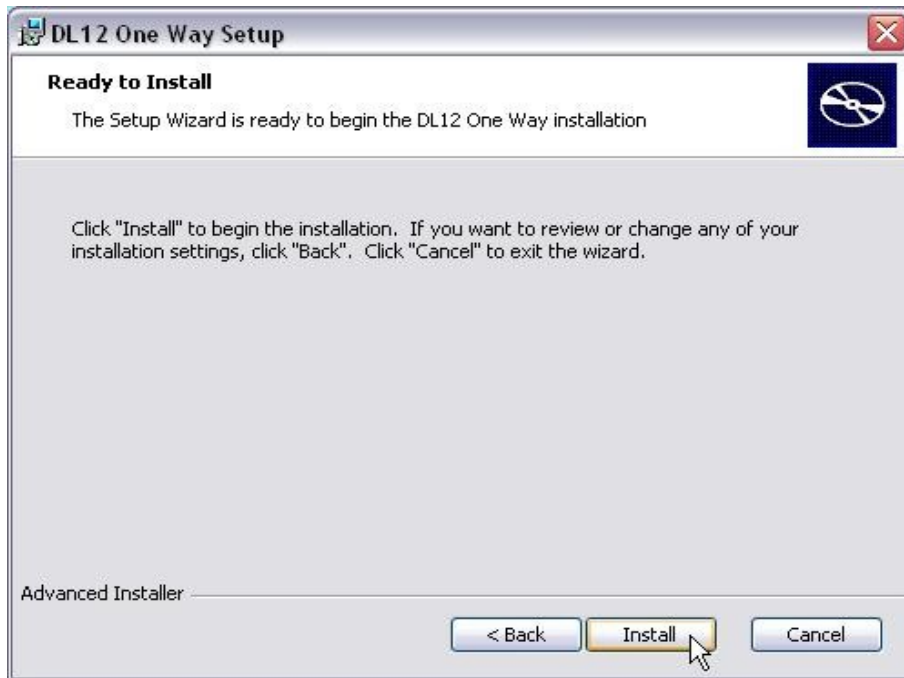 DL12 One Way Setup
Ready to Install
The Setup Wizard is ready to begin the DL12 One Way installation
Click "Install" to begin the installation.  If you want to review or change any of your
installation settings, click "Back".  Click "Cancel" to exit the wizard.
Advanced Installer
< Back
Install
Cancel